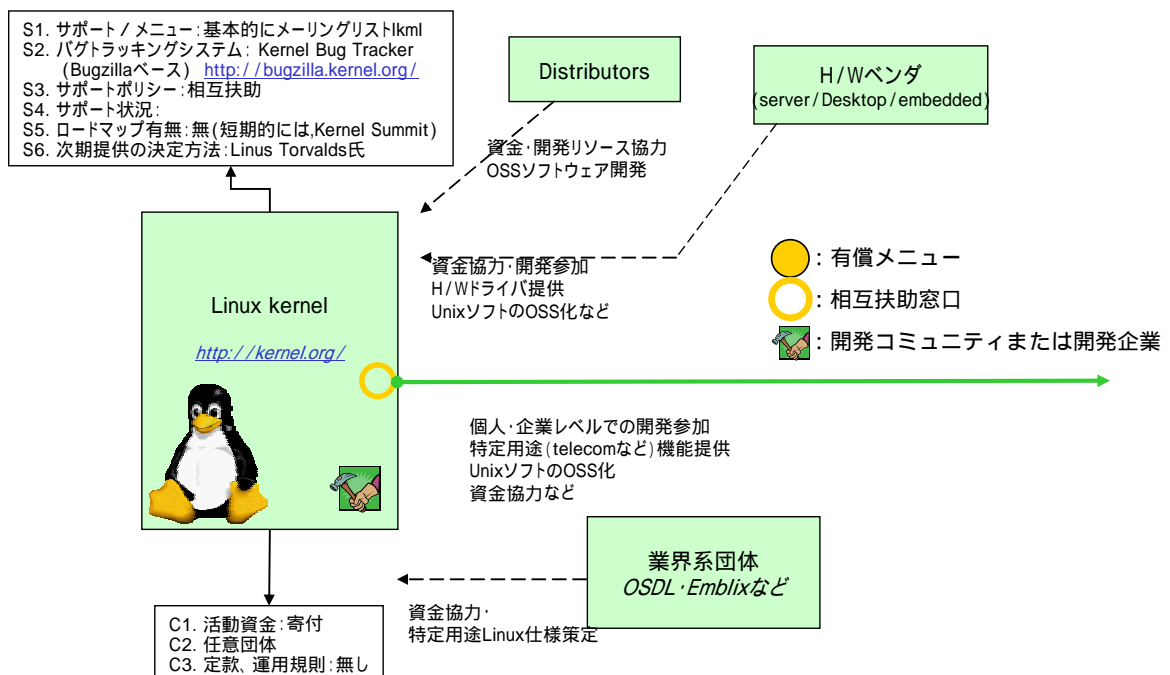 S1. サポート / メニュー：基本的にメーリングリストlkml
S2. バグトラッキングシステム： Kernel Bug Tracker
(Bugzillaベース) http://bugzilla.kernel.org/
S3. サポートポリシー：相互扶助
S4. サポート状況：
S5. ロードマップ有無：無(短期的には,Kernel Summit)
S6. 次期提供の決定方法：Linus Torvalds氏
Distributors
H/Wベンダ
(server/Desktop/embedded)
資金・開発リソース協力
OSSソフトウェア開発
資金協力・開発参加
H/Wドライバ提供
UnixソフトのOSS化など
Linux kernel
http://kernel.org/
：有償メニュー
：相互扶助窓口
：開発コミュニティまたは開発企業
個人・企業レベルでの開発参加
特定用途(telecomなど)機能提供
UnixソフトのOSS化
資金協力など
業界系団体
OSDL・Emblixなど
資金協力・
特定用途Linux仕様策定
C1. 活動資金：寄付
C2. 任意団体
C3. 定款、運用規則：無し